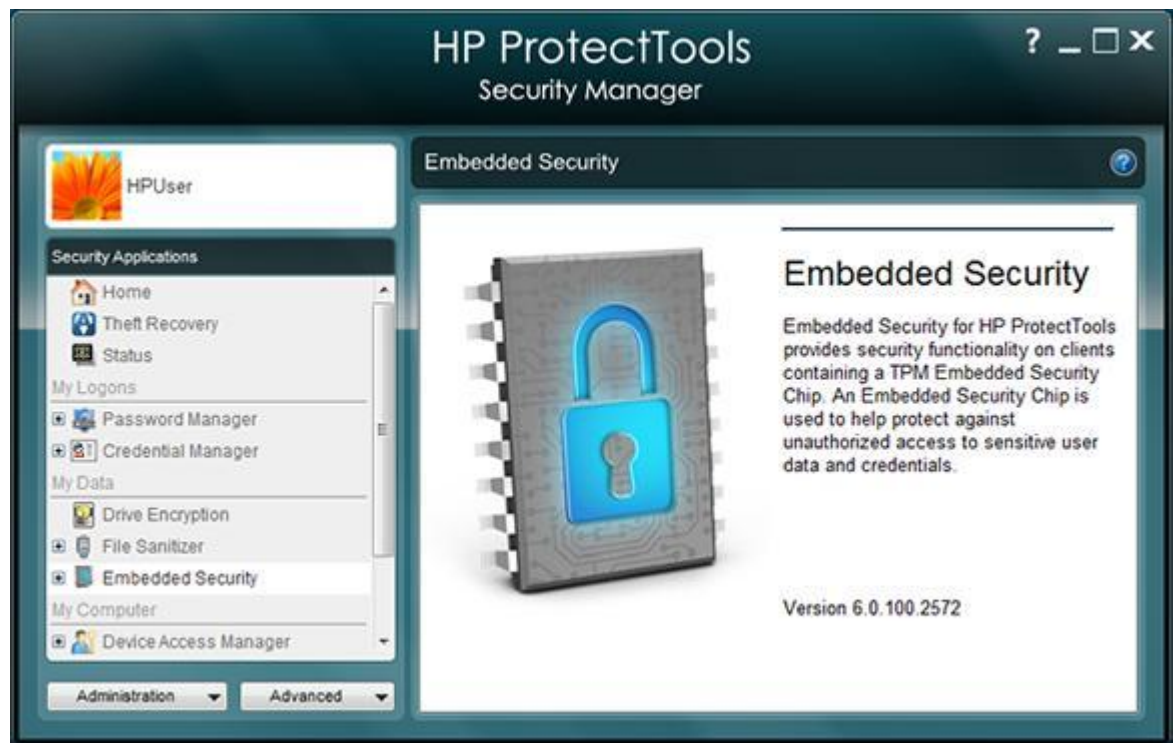 HP ProtectTools
Security Manager
? _ □ X
HPUser
Security Applications
Home
Theft Recovery
Status
My Logons
Password Manager
Credential Manager
My Data
Drive Encryption
File Sanitizer
Embedded Security
My Computer
Device Access Manager
Administration
Advanced
Embedded Security
?
Embedded Security
Embedded Security for HP ProtectTools
provides security functionality on clients
containing a TPM Embedded Security
Chip. An Embedded Security Chip is
used to help protect against
unauthorized access to sensitive user
data and credentials.
Version 6.0.100.2572